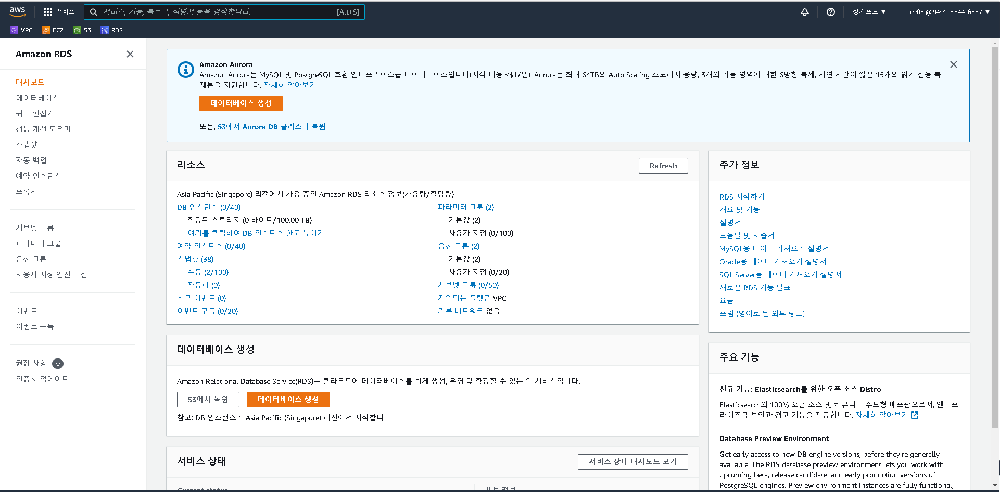 aws
서비스
서비스, 기능, 블로그, 설명서 등을 검색합니다.
[Alt+S]
싱가포르 ▼
mc006 @ 9401-6844-6867 ▼
VPC
EC2
S3
RDS
Amazon RDS
대시보드
데이터베이스
쿼리 편집기
성능 개선 도우미
스냅샷
자동 백업
예약 인스턴스
프록시
서브넷 그룹
파라미터 그룹
옵션 그룹
사용자 지정 엔진 버전
이벤트
이벤트 구독
권장 사항 0
인증서 업데이트
Amazon Aurora
Amazon Aurora는 MySQL 및 PostgreSQL 호환 엔터프라이즈급 데이터베이스입니다(시작 비용 <$1/일). Aurora는 최대 64TB의 Auto Scaling 스토리지 용량, 3개의 가용 영역에 대한 6방향 복제, 지연 시간이 짧은 15개의 읽기 전용 복
제본을 지원합니다. 자세히 알아보기
데이터베이스 생성
또는, S3에서 Aurora DB 클러스터 복원
리소스
Refresh
Asia Pacific (Singapore) 리전에서 사용 중인 Amazon RDS 리소스 정보(사용량/할당량)
DB 인스턴스 (0/40)
할당된 스토리지 (0 바이트/100.00 TB)
여기를 클릭하여 DB 인스턴스 한도 높이기
예약 인스턴스 (0/40)
스냅샷 (38)
수동 (2/100)
자동화 (0)
최근 이벤트 (0)
이벤트 구독 (0/20)
파라미터 그룹 (2)
기본값 (2)
사용자 지정 (0/100)
옵션 그룹 (2)
기본값 (2)
사용자 지정 (0/20)
서브넷 그룹 (0/50)
지원되는 플랫폼 VPC
기본 네트워크 없음
데이터베이스 생성
Amazon Relational Database Service(RDS)는 클라우드에 데이터베이스를 쉽게 생성, 운영 및 확장할 수 있는 웹 서비스입니다.
S3에서 복원
데이터베이스 생성
참고: DB 인스턴스가 Asia Pacific (Singapore) 리전에서 시작합니다
서비스 상태
서비스 상태 대시보드 보기
Current status
세부 정보
추가 정보
RDS 시작하기
개요 및 기능
설명서
도움말 및 자습서
MySQL용 데이터 가져오기 설명서
Oracle용 데이터 가져오기 설명서
SQL Server용 데이터 가져오기 설명서
새로운 RDS 기능 발표
요금
포럼 (영어로 된 외부 링크)
주요 기능
신규 기능: Elasticsearch를 위한 오픈 소스 Distro
Elasticsearch의 100% 오픈 소스 및 커뮤니티 주도형 배포판으로서, 엔터프
라이즈급 보안과 경고 기능을 제공합니다. 자세히 알아보기
Database Preview Environment
Get early access to new DB engine versions, before they're generally
available. The RDS database preview environment lets you work with
upcoming beta, release candidate, and early production versions of
PostgreSQL engines. Preview environment instances are fully functional,